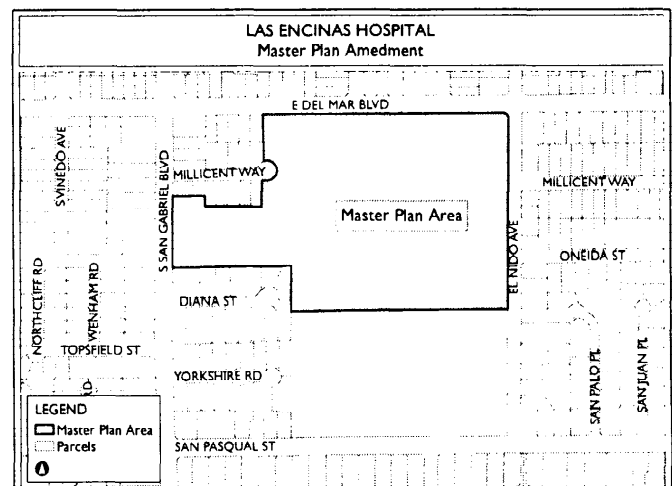 LAS ENCINAS HOSPITAL
Master Plan Amedment
E DEL MAR BLVD
S VINEDO AVE
S SAN GABRIEL BLVD
MILLICENT WAY
MILLICENT WAY
Master Plan Area
EL NIDO AVE
ONEIDA ST
NORTHCLIFF RD
WENHAM RD
DIANA ST
TOPSFIELD ST
SAN PALO PL
SAN JUAN PL
YORKSHIRE RD
RD
LEGEND
Master Plan Area
Parcels
SAN PASQUAL ST